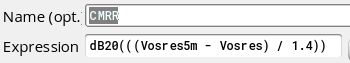 Name (opt.) CMRR
Expression dB20(((Vosres5m - Vosres) / 1.4))